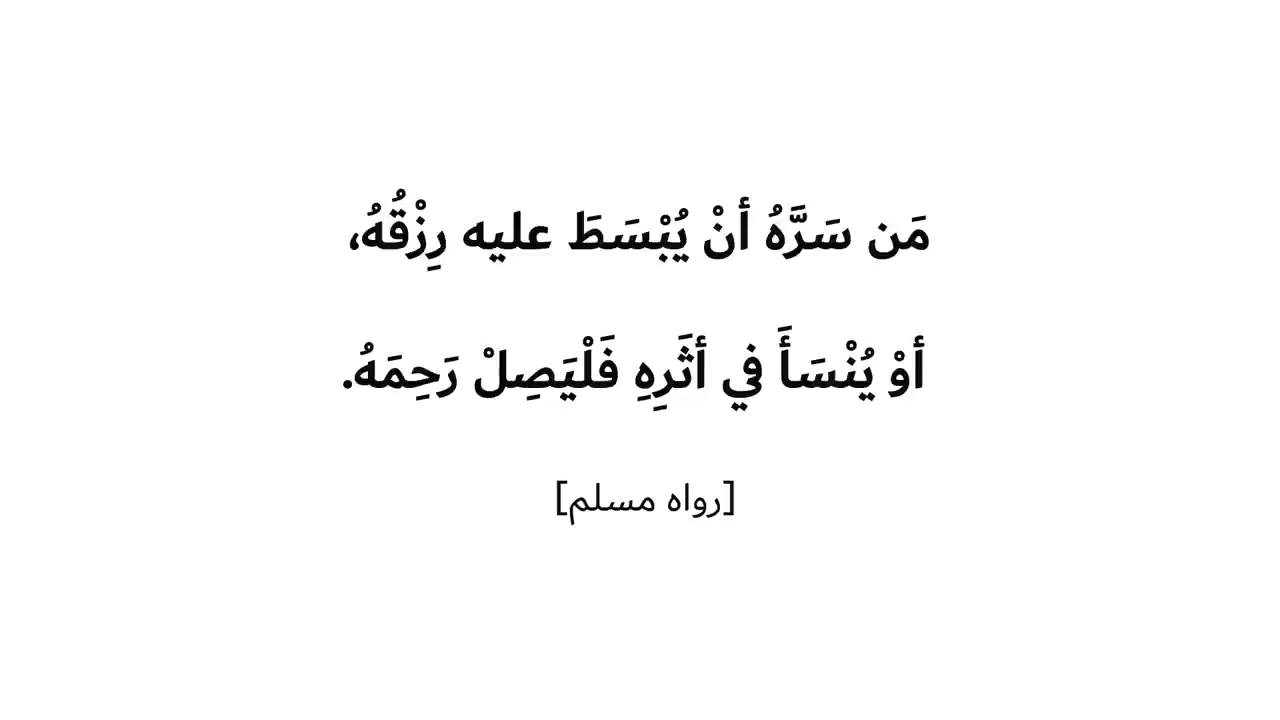 مَن سَرَّهُ أنْ يُبْسَطَ عليه رِزْقُهُ،
أوْ يُنْسَأَ في أثَرِهِ فَلْيَصِلْ رَحِمَهُ.
[رواه مسلم]